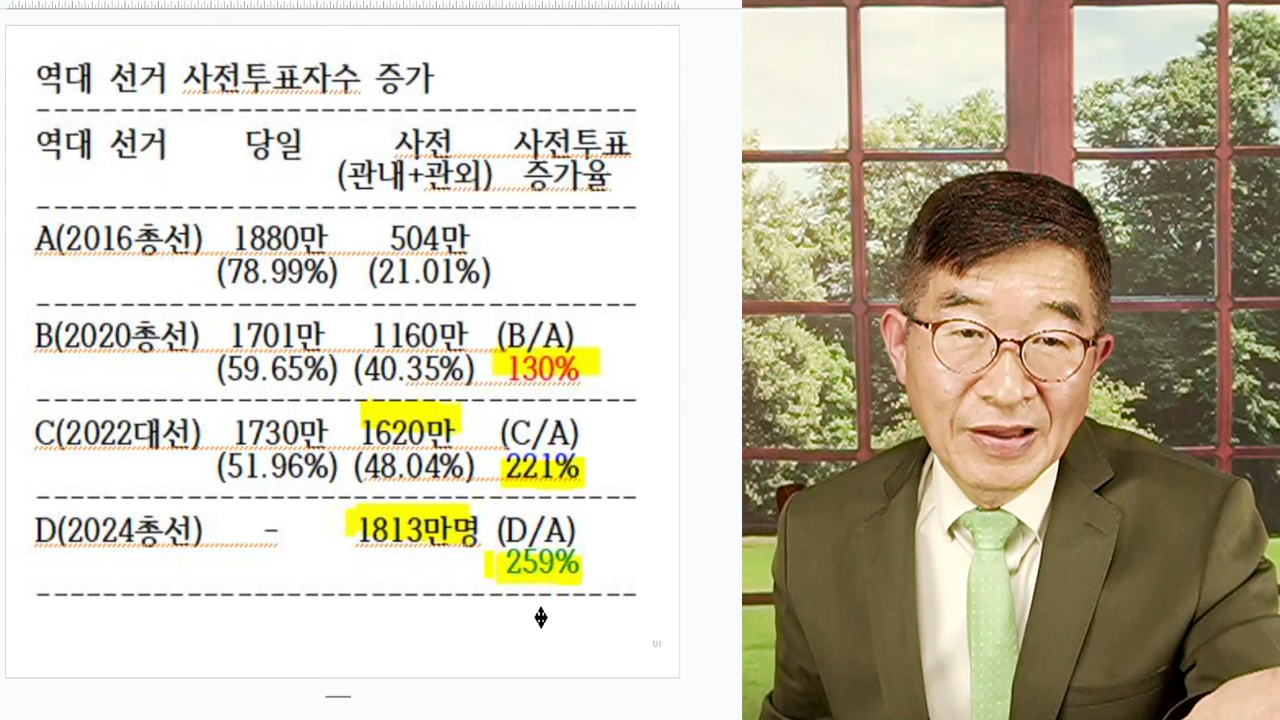 역대 선거 사전투표자수 증가
역대 선거 당일 사전 사전투표
(관내+관외) 증가율
A(2016총선) 1880만 504만
(78.99%) (21.01%)
B(2020총선) 1701만 1160만 (B/A)
(59.65%) (40.35%) 130%
C(2022대선) 1730만 1620만 (C/A)
(51.96%) (48.04%) 221%
D(2024총선) - 1813만명 (D/A)
259%